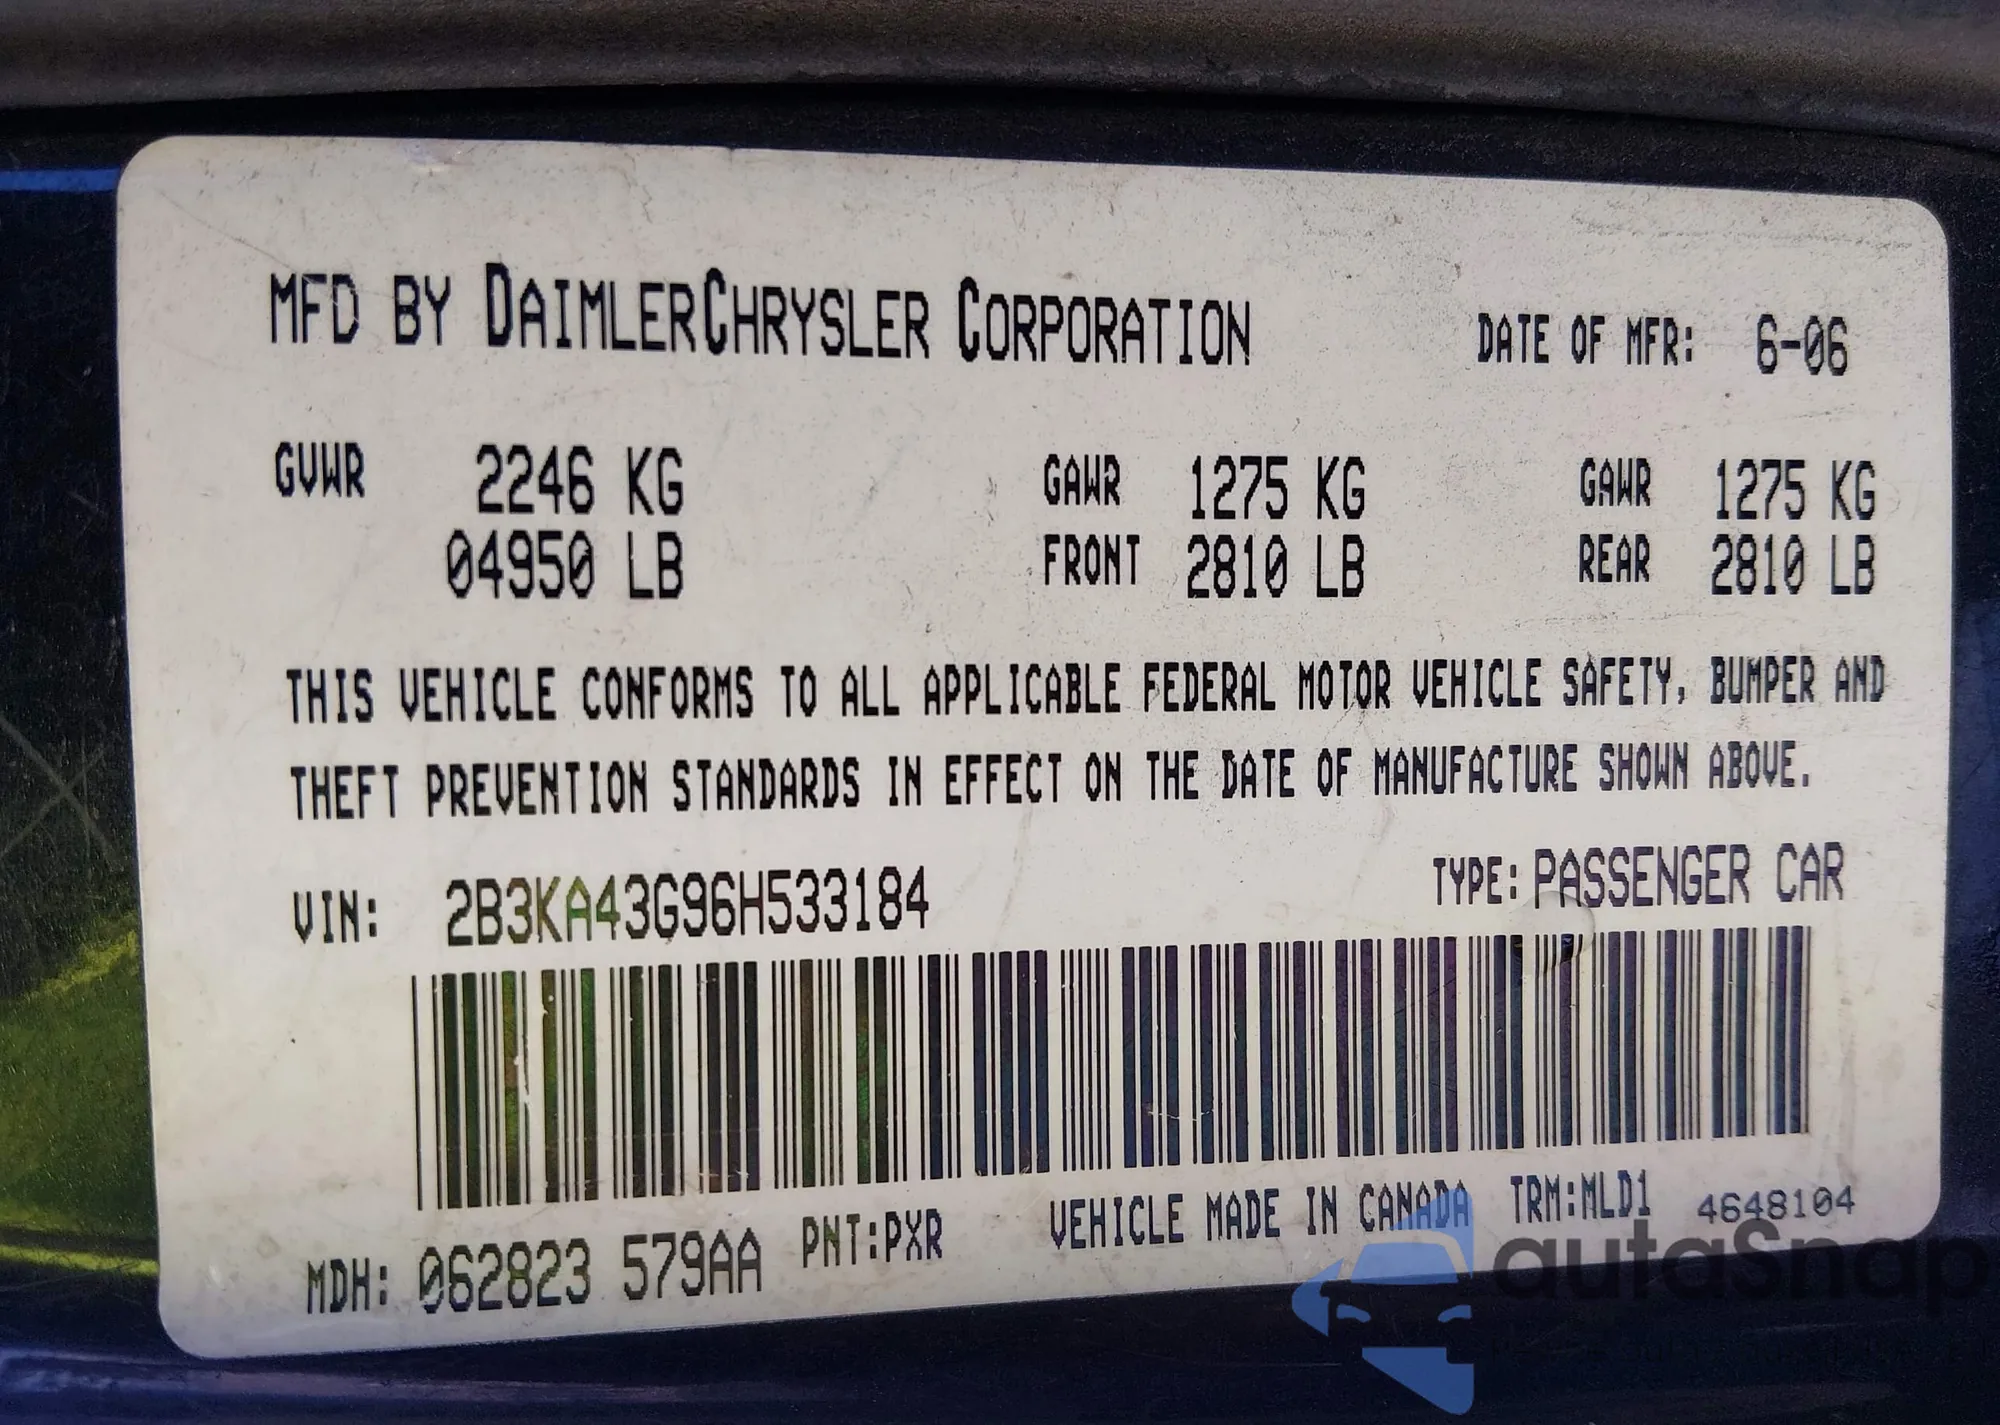 MFD BY DAIMLERCHRYSLER CORPORATION DATE OF MFR: 6-06
GVWR 2246 KG GAWR 1275 KG GAWR 1275 KG
04950 LB FRONT 2810 LB REAR 2810 LB
THIS VEHICLE CONFORMS TO ALL APPLICABLE FEDERAL MOTOR VEHICLE SAFETY, BUMPER AND
THEFT PREVENTION STANDARDS IN EFFECT ON THE DATE OF MANUFACTURE SHOWN ABOVE.
VIN: 2B3KA43G96H533184 TYPE: PASSENGER CAR
MDH: 062823 579AA PNT:PXR VEHICLE MADE IN CANADA TRM:MLD1 4648104
autaSnap